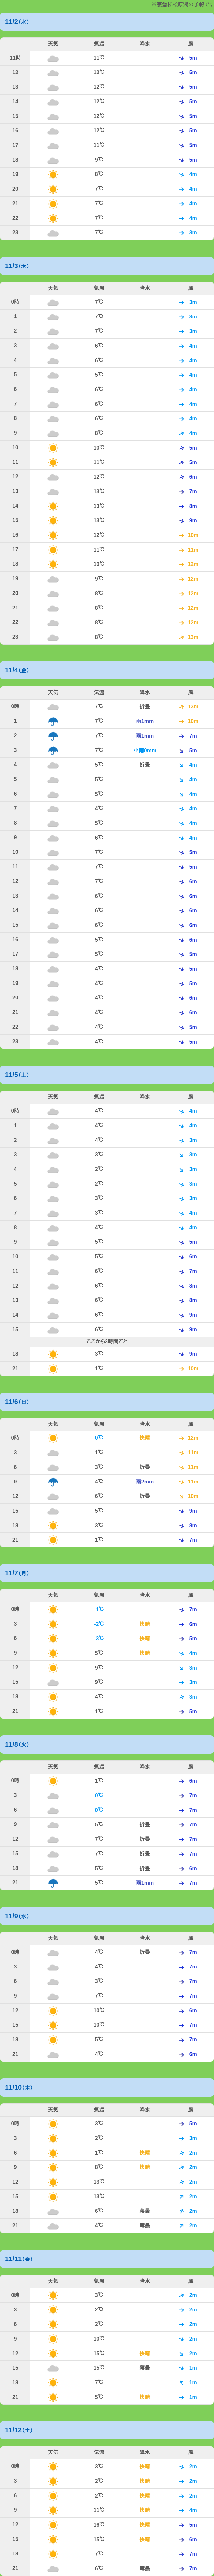 ※農場積船部浦の予報です
11/2(水)
天気 気温 降水 風
11時 11℃ 5m
12 12℃ 5m
13 12℃ 5m
14 12℃ 5m
15 12℃ 5m
16 12℃ 5m
17 11℃ 5m
18 9℃ 5m
19 8℃ 4m
20 7℃ 4m
21 7℃ 4m
22 7℃ 4m
23 7℃ 3m
11/3(木)
天気 気温 降水 風
0時 7℃ 3m
1 7℃ 3m
2 7℃ 3m
3 6℃ 4m
4 6℃ 4m
5 5℃ 4m
6 6℃ 4m
7 6℃ 4m
8 6℃ 4m
9 8℃ 4m
10 10℃ 5m
11 11℃ 5m
12 12℃ 6m
13 13℃ 7m
14 13℃ 8m
15 13℃ 9m
16 12℃ 10m
17 11℃ 11m
18 10℃ 12m
19 9℃ 12m
20 8℃ 12m
21 8℃ 12m
22 8℃ 12m
23 8℃ 13m
11/4(金)
天気 気温 降水 風
0時 7℃ 折曇 13m
1 7℃ 雨1mm 10m
2 7℃ 雨1mm 7m
3 7℃ 小雨0mm 5m
4 5℃ 折曇 4m
5 5℃ 4m
6 5℃ 4m
7 4℃ 4m
8 5℃ 4m
9 6℃ 4m
10 7℃ 5m
11 7℃ 5m
12 7℃ 6m
13 6℃ 6m
14 6℃ 6m
15 6℃ 6m
16 5℃ 6m
17 5℃ 5m
18 4℃ 5m
19 4℃ 5m
20 4℃ 6m
21 4℃ 6m
22 4℃ 5m
23 4℃ 5m
11/5(土)
天気 気温 降水 風
0時 4℃ 4m
1 4℃ 4m
2 4℃ 3m
3 3℃ 3m
4 2℃ 3m
5 2℃ 3m
6 3℃ 3m
7 3℃ 4m
8 4℃ 4m
9 5℃ 5m
10 5℃ 6m
11 6℃ 7m
12 6℃ 8m
13 6℃ 8m
14 6℃ 9m
15 6℃ 9m
ここから3時間ごと
18 3℃ 9m
21 1℃ 10m
11/6(日)
天気 気温 降水 風
0時 0℃ 快晴 12m
3 1℃ 11m
6 3℃ 折曇 11m
9 4℃ 雨2mm 11m
12 6℃ 折曇 10m
15 5℃ 9m
18 3℃ 8m
21 1℃ 7m
11/7(月)
天気 気温 降水 風
0時 -1℃ 7m
3 -2℃ 快晴 6m
6 -3℃ 快晴 5m
9 5℃ 快晴 4m
12 9℃ 3m
15 9℃ 3m
18 4℃ 3m
21 1℃ 5m
11/8(火)
天気 気温 降水 風
0時 1℃ 6m
3 0℃ 7m
6 0℃ 7m
9 5℃ 折曇 7m
12 7℃ 折曇 7m
15 7℃ 折曇 7m
18 5℃ 折曇 6m
21 5℃ 雨1mm 7m
11/9(水)
天気 気温 降水 風
0時 4℃ 折曇 7m
3 4℃ 7m
6 3℃ 7m
9 7℃ 7m
12 10℃ 6m
15 10℃ 7m
18 5℃ 7m
21 4℃ 6m
11/10(木)
天気 気温 降水 風
0時 3℃ 5m
3 2℃ 3m
6 1℃ 快晴 2m
9 8℃ 快晴 2m
12 13℃ 2m
15 13℃ 2m
18 6℃ 薄曇 2m
21 4℃ 薄曇 2m
11/11(金)
天気 気温 降水 風
0時 3℃ 2m
3 2℃ 2m
6 2℃ 2m
9 10℃ 2m
12 15℃ 快晴 2m
15 15℃ 薄曇 1m
18 7℃ 1m
21 5℃ 快晴 1m
11/12(土)
天気 気温 降水 風
0時 3℃ 快晴 2m
3 2℃ 快晴 2m
6 2℃ 快晴 2m
9 11℃ 快晴 4m
12 16℃ 快晴 5m
15 15℃ 快晴 6m
18 7℃ 7m
21 6℃ 薄曇 7m